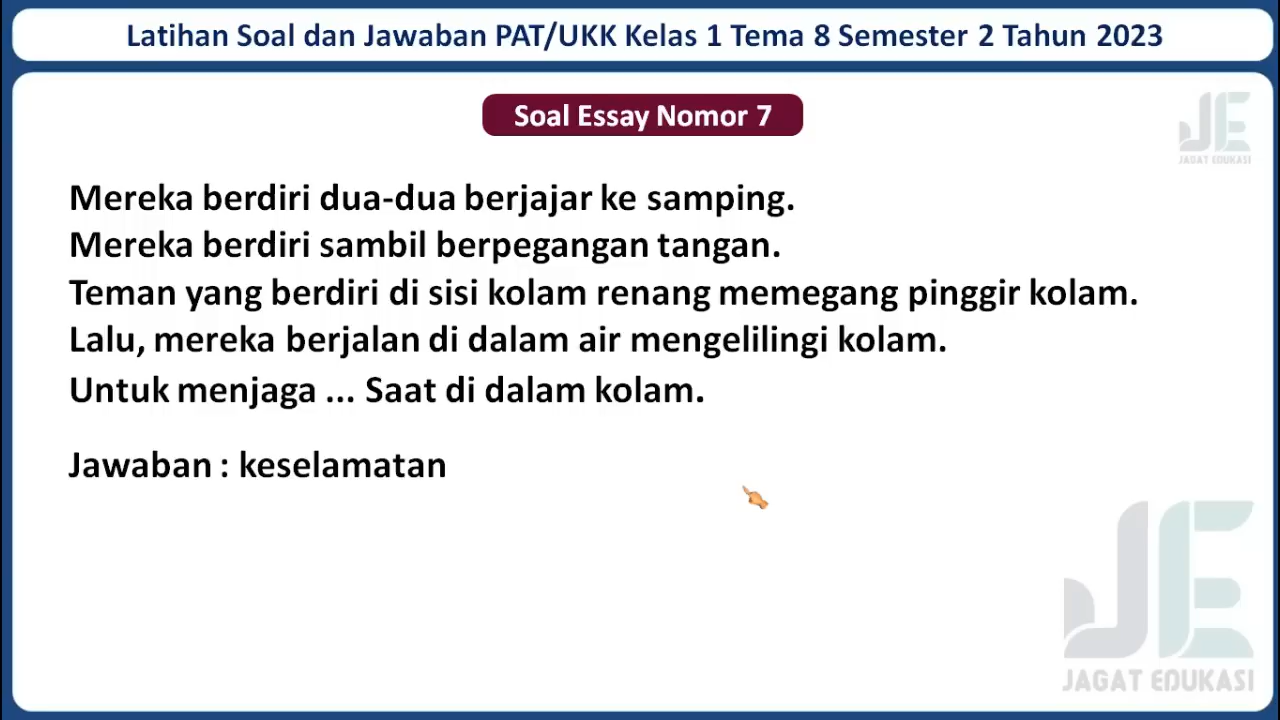 Latihan Soal dan Jawaban PAT/UKK Kelas 1 Tema 8 Semester 2 Tahun 2023
Soal Essay Nomor 7
JE
JAGAT EDUKASI
Mereka berdiri dua-dua berjajar ke samping.
Mereka berdiri sambil berpegangan tangan.
Teman yang berdiri di sisi kolam renang memegang pinggir kolam.
Lalu, mereka berjalan di dalam air mengelilingi kolam.
Untuk menjaga ... Saat di dalam kolam.
Jawaban : keselamatan
JE
JAGAT EDUKASI